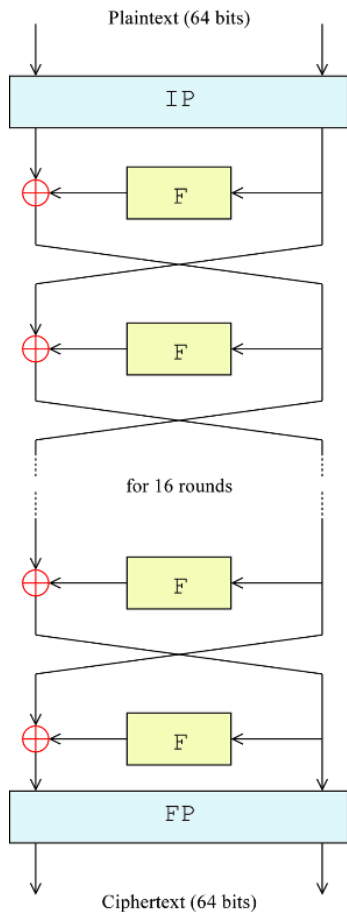 Plaintext (64 bits)
IP
F
F
for 16 rounds
F
F
FP
Ciphertext (64 bits)